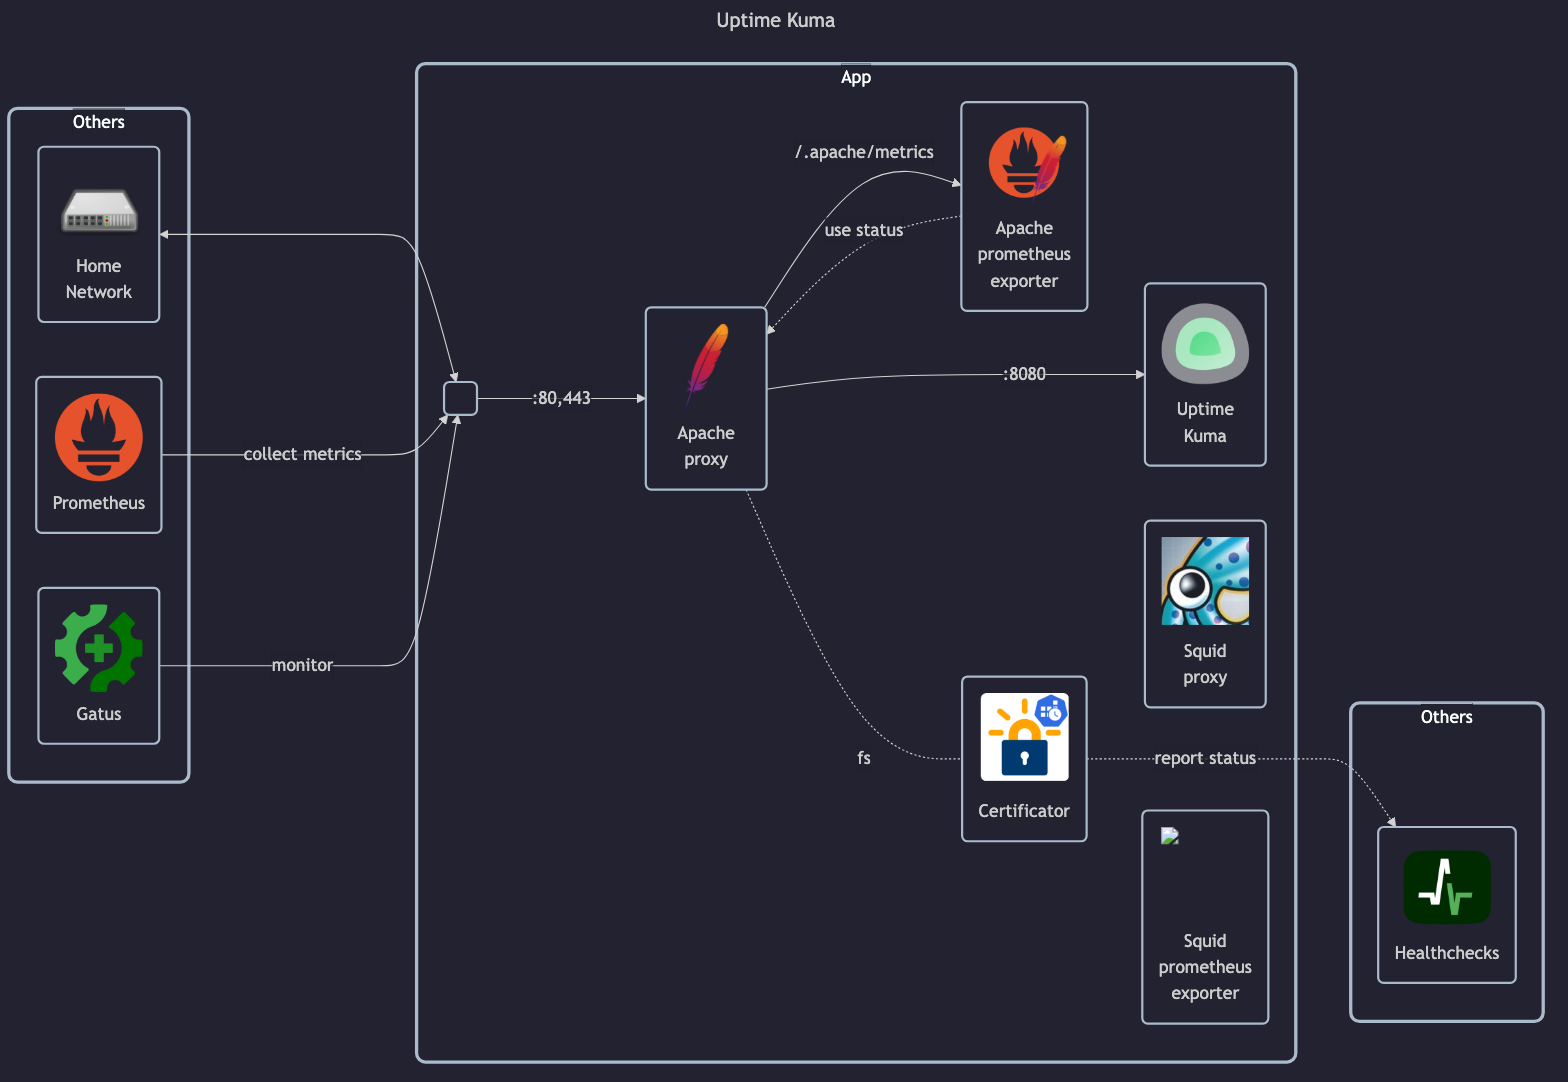 Uptime Kuma
App
Others
Home
Network
Prometheus
Gatus
collect metrics
monitor
:80,443
Apache
proxy
/.apache/metrics
use status
Apache
prometheus
exporter
:8080
Uptime
Kuma
Squid
proxy
fs
Certificator
report status
Squid
prometheus
exporter
Others
Healthchecks